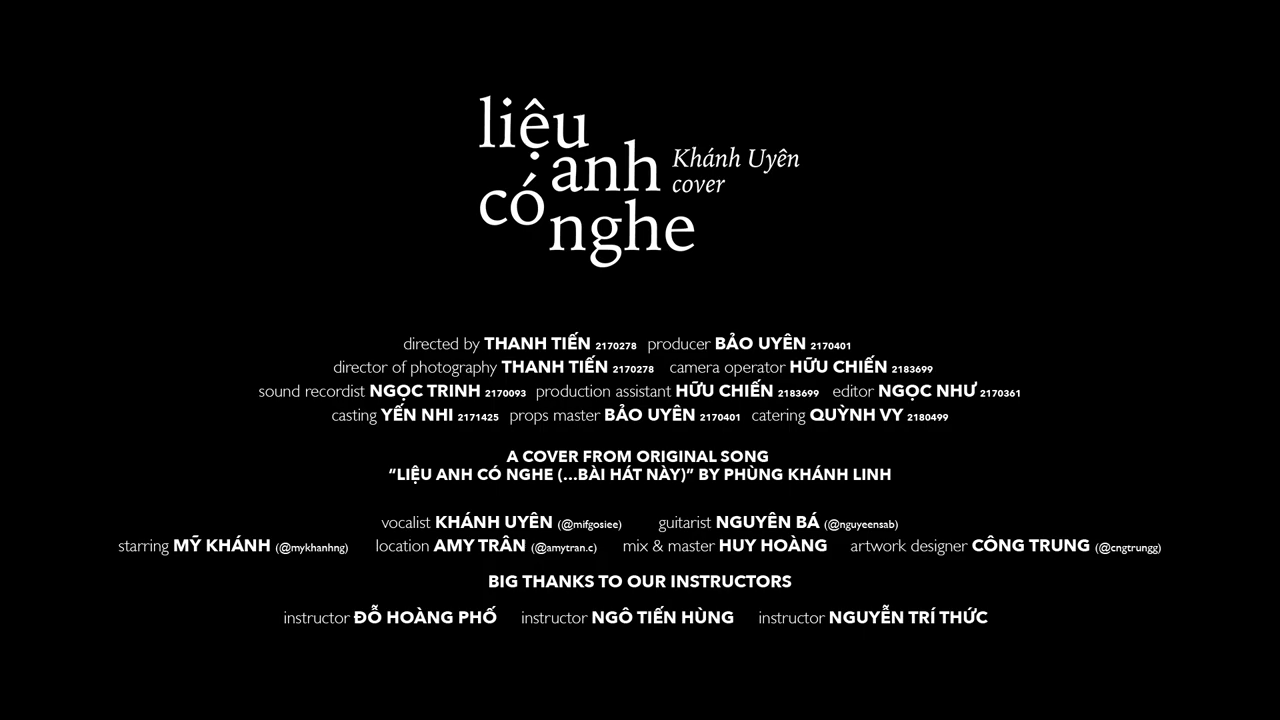 liệu
anh
có
nghe
Khánh Uyên
cover
directed by THANH TIẾN 2170278 producer BẢO UYÊN 2170401
director of photography THANH TIẾN 2170278 camera operator HỮU CHIẾN 2183699
sound recordist NGỌC TRINH 2170093 production assistant HỮU CHIẾN 2183699 editor NGỌC NHƯ 2170361
casting YẾN NHI 2171425 props master BẢO UYÊN 2170401 catering QUỲNH VY 2180499
A COVER FROM ORIGINAL SONG
“LIỆU ANH CÓ NGHE (...BÀI HÁT NÀY)” BY PHÙNG KHÁNH LINH
vocalist KHÁNH UYÊN (@mifgosiee) guitarist NGUYÊN BÁ (@nguyeensab)
starring MỸ KHÁNH (@mykhanhng) location AMY TRÂN (@amytran.c) mix & master HUY HOÀNG artwork designer CÔNG TRUNG (@cngtrungg)
BIG THANKS TO OUR INSTRUCTORS
instructor ĐỖ HOÀNG PHỐ instructor NGÔ TIẾN HÙNG instructor NGUYỄN TRÍ THỨC